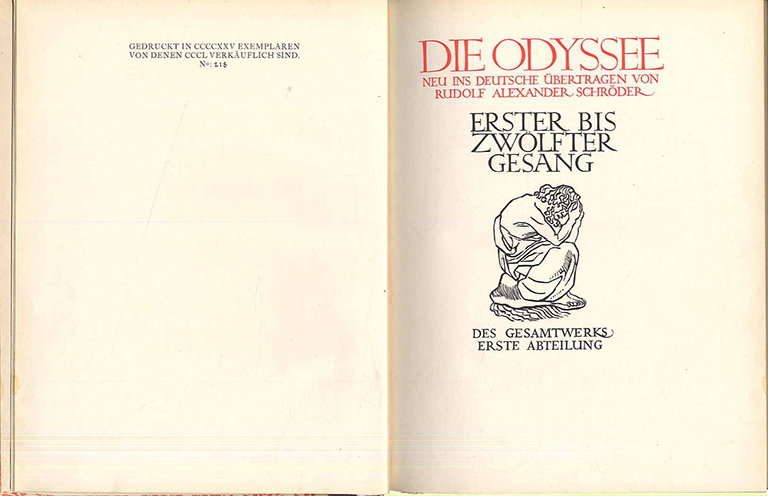 GEDRUCKT IN CCCCXXV EXEMPLAREN
VON DENEN CCCL VERKÄUFLICH SIND.
No: 218
DIE ODYSSEE
NEU INS DEUTSCHE ÜBERTRAGEN VON
RUDOLF ALEXANDER SCHRÖDER
ERSTER BIS
ZWÖLFTER
GESANG
DES GESAMTWERKS
ERSTE ABTEILUNG